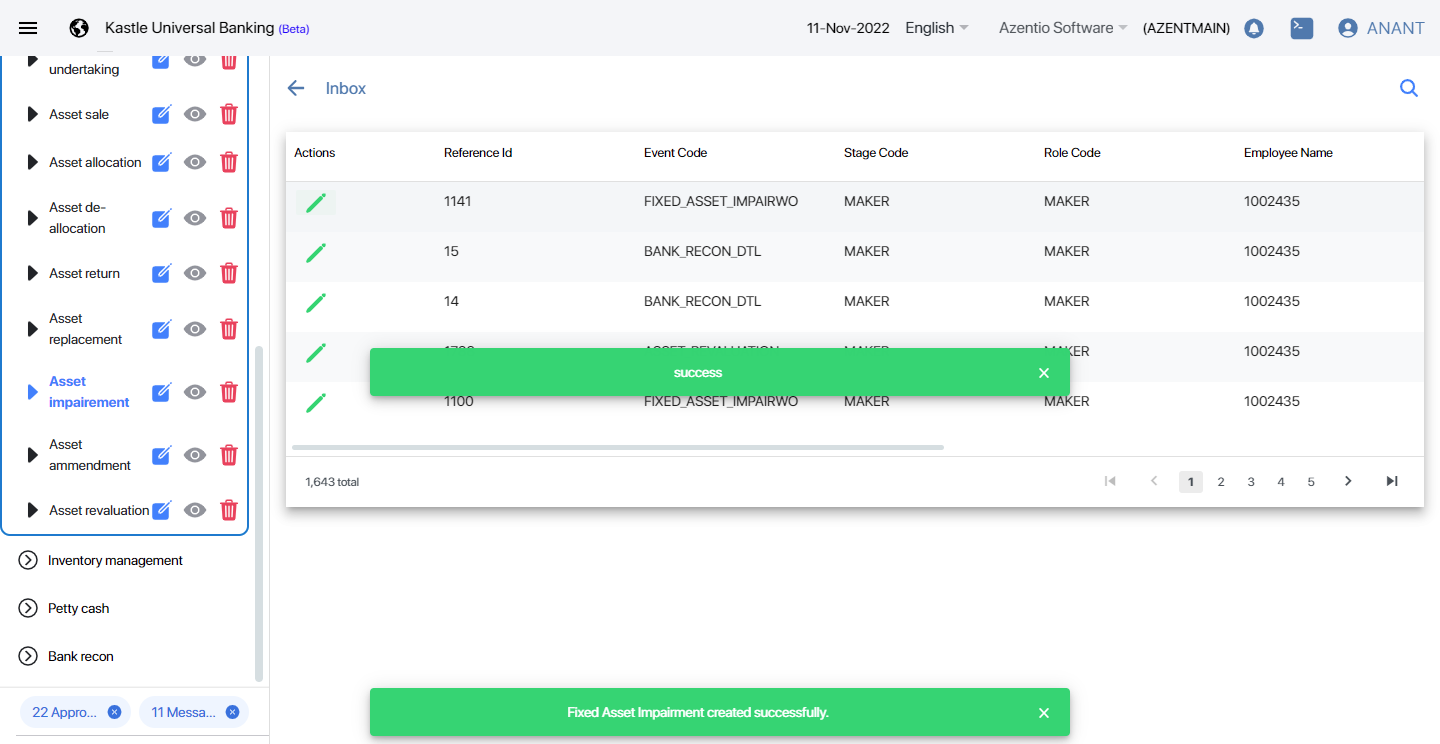 Kastle Universal Banking (Beta)
11-Nov-2022
English
Azentio Software
(AZENTMAIN)
ANANT
undertaking
Asset sale
Asset allocation
Asset de-
allocation
Asset return
Asset
replacement
Asset
impairement
Asset
ammendment
Asset revaluation
Inventory management
Petty cash
Bank recon
22 Appro...
11 Messa...
Inbox
Actions Reference Id Event Code Stage Code Role Code Employee Name
1141 FIXED_ASSET_IMPAIRWO MAKER MAKER 1002435
15 BANK_RECON_DTL MAKER MAKER 1002435
14 BANK_RECON_DTL MAKER MAKER 1002435
MAKER 1002435
success
1100 FIXED_ASSET_IMPAIRWO MAKER MAKER 1002435
1,643 total
1 2 3 4 5
Fixed Asset Impairment created successfully.